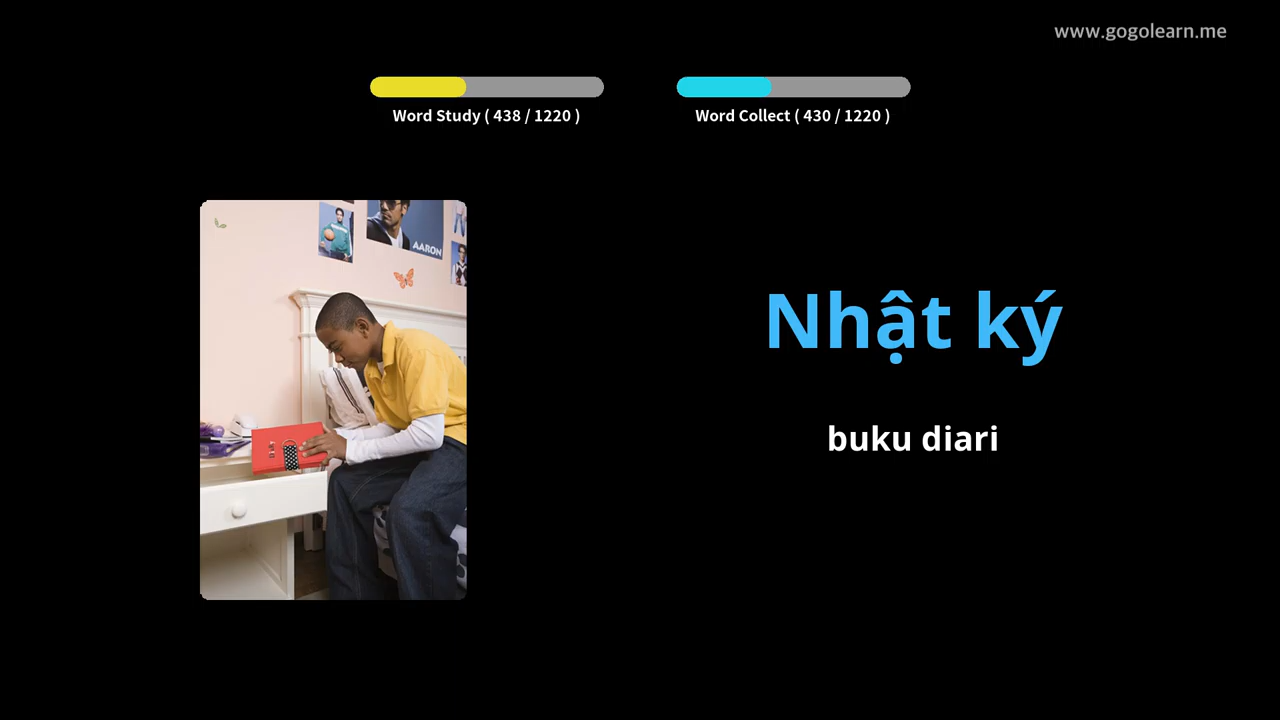 www.gogolearn.me
Word Study ( 438 / 1220 )
Word Collect ( 430 / 1220 )
AARON
Nhật ký
buku diari